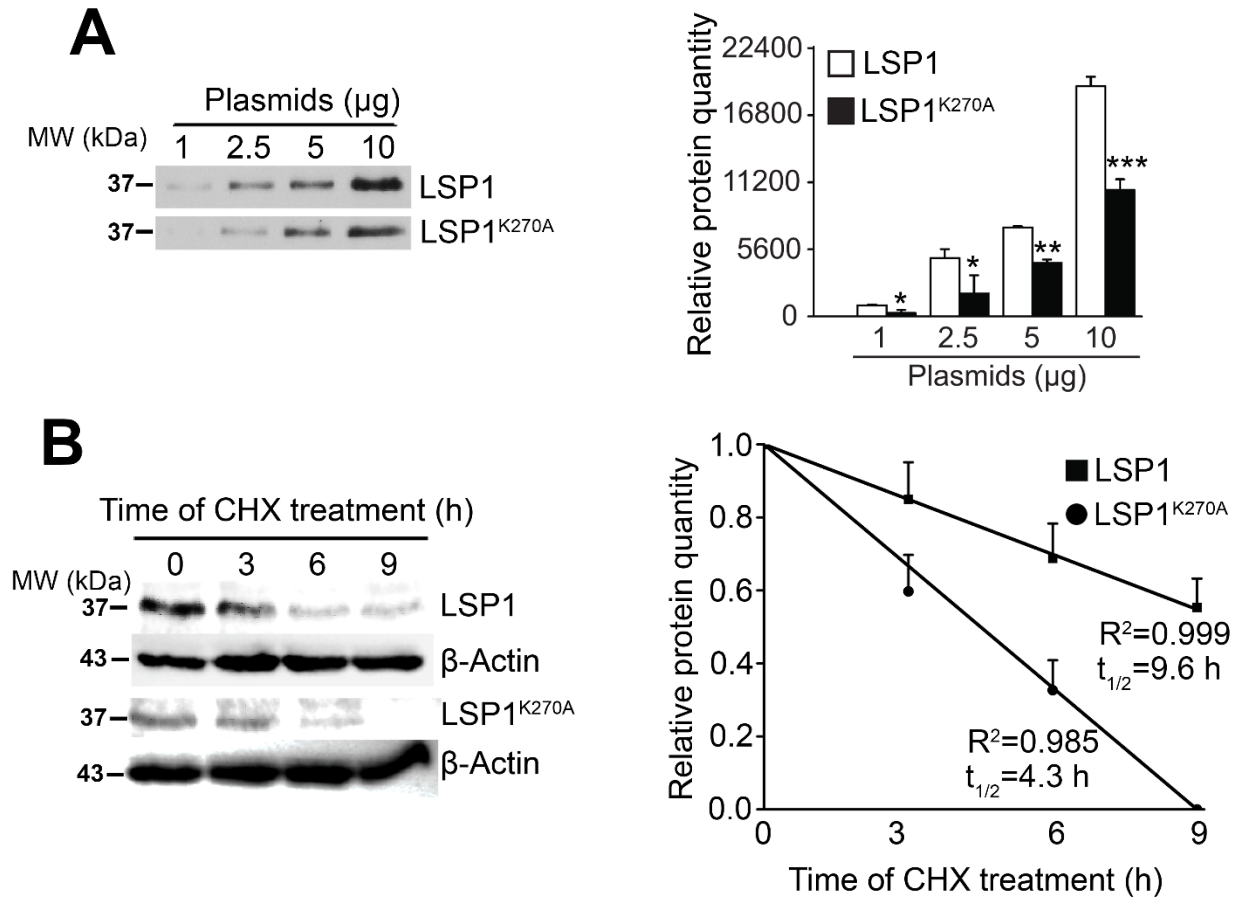 A
Plasmids (µg)
MW (kDa)
1 2.5 5 10
37 LSP1
37 LSP1K270A
Relative protein quantity
22400
16800
11200
5600
0
LSP1
LSP1K270A
* * ** ***
1 2.5 5 10
Plasmids (µg)
B
Time of CHX treatment (h)
0 3 6 9
MW (kDa)
37 LSP1
43 β-Actin
37 LSP1K270A
43 β-Actin
Relative protein quantity
1.0
0.8
0.6
0.4
0.2
0.0
LSP1
LSP1K270A
R2=0.999
t1/2=9.6 h
R2=0.985
t1/2=4.3 h
0 3 6 9
Time of CHX treatment (h)